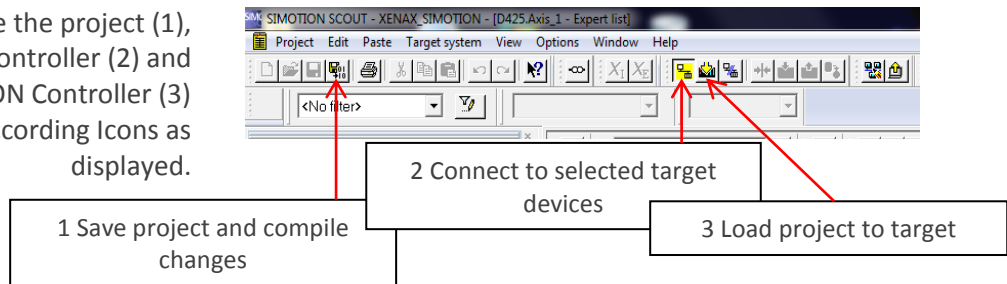 e the project (1),
ontroller (2) and
ON Controller (3)
cording Icons as
displayed.
SIMOTION SCOUT - XENAX_SIMOTION - [D425.Axis_1 - Expert list]
Project Edit Paste Target system View Options Window Help
<No filter>
2 Connect to selected target
devices
1 Save project and compile
changes
3 Load project to target